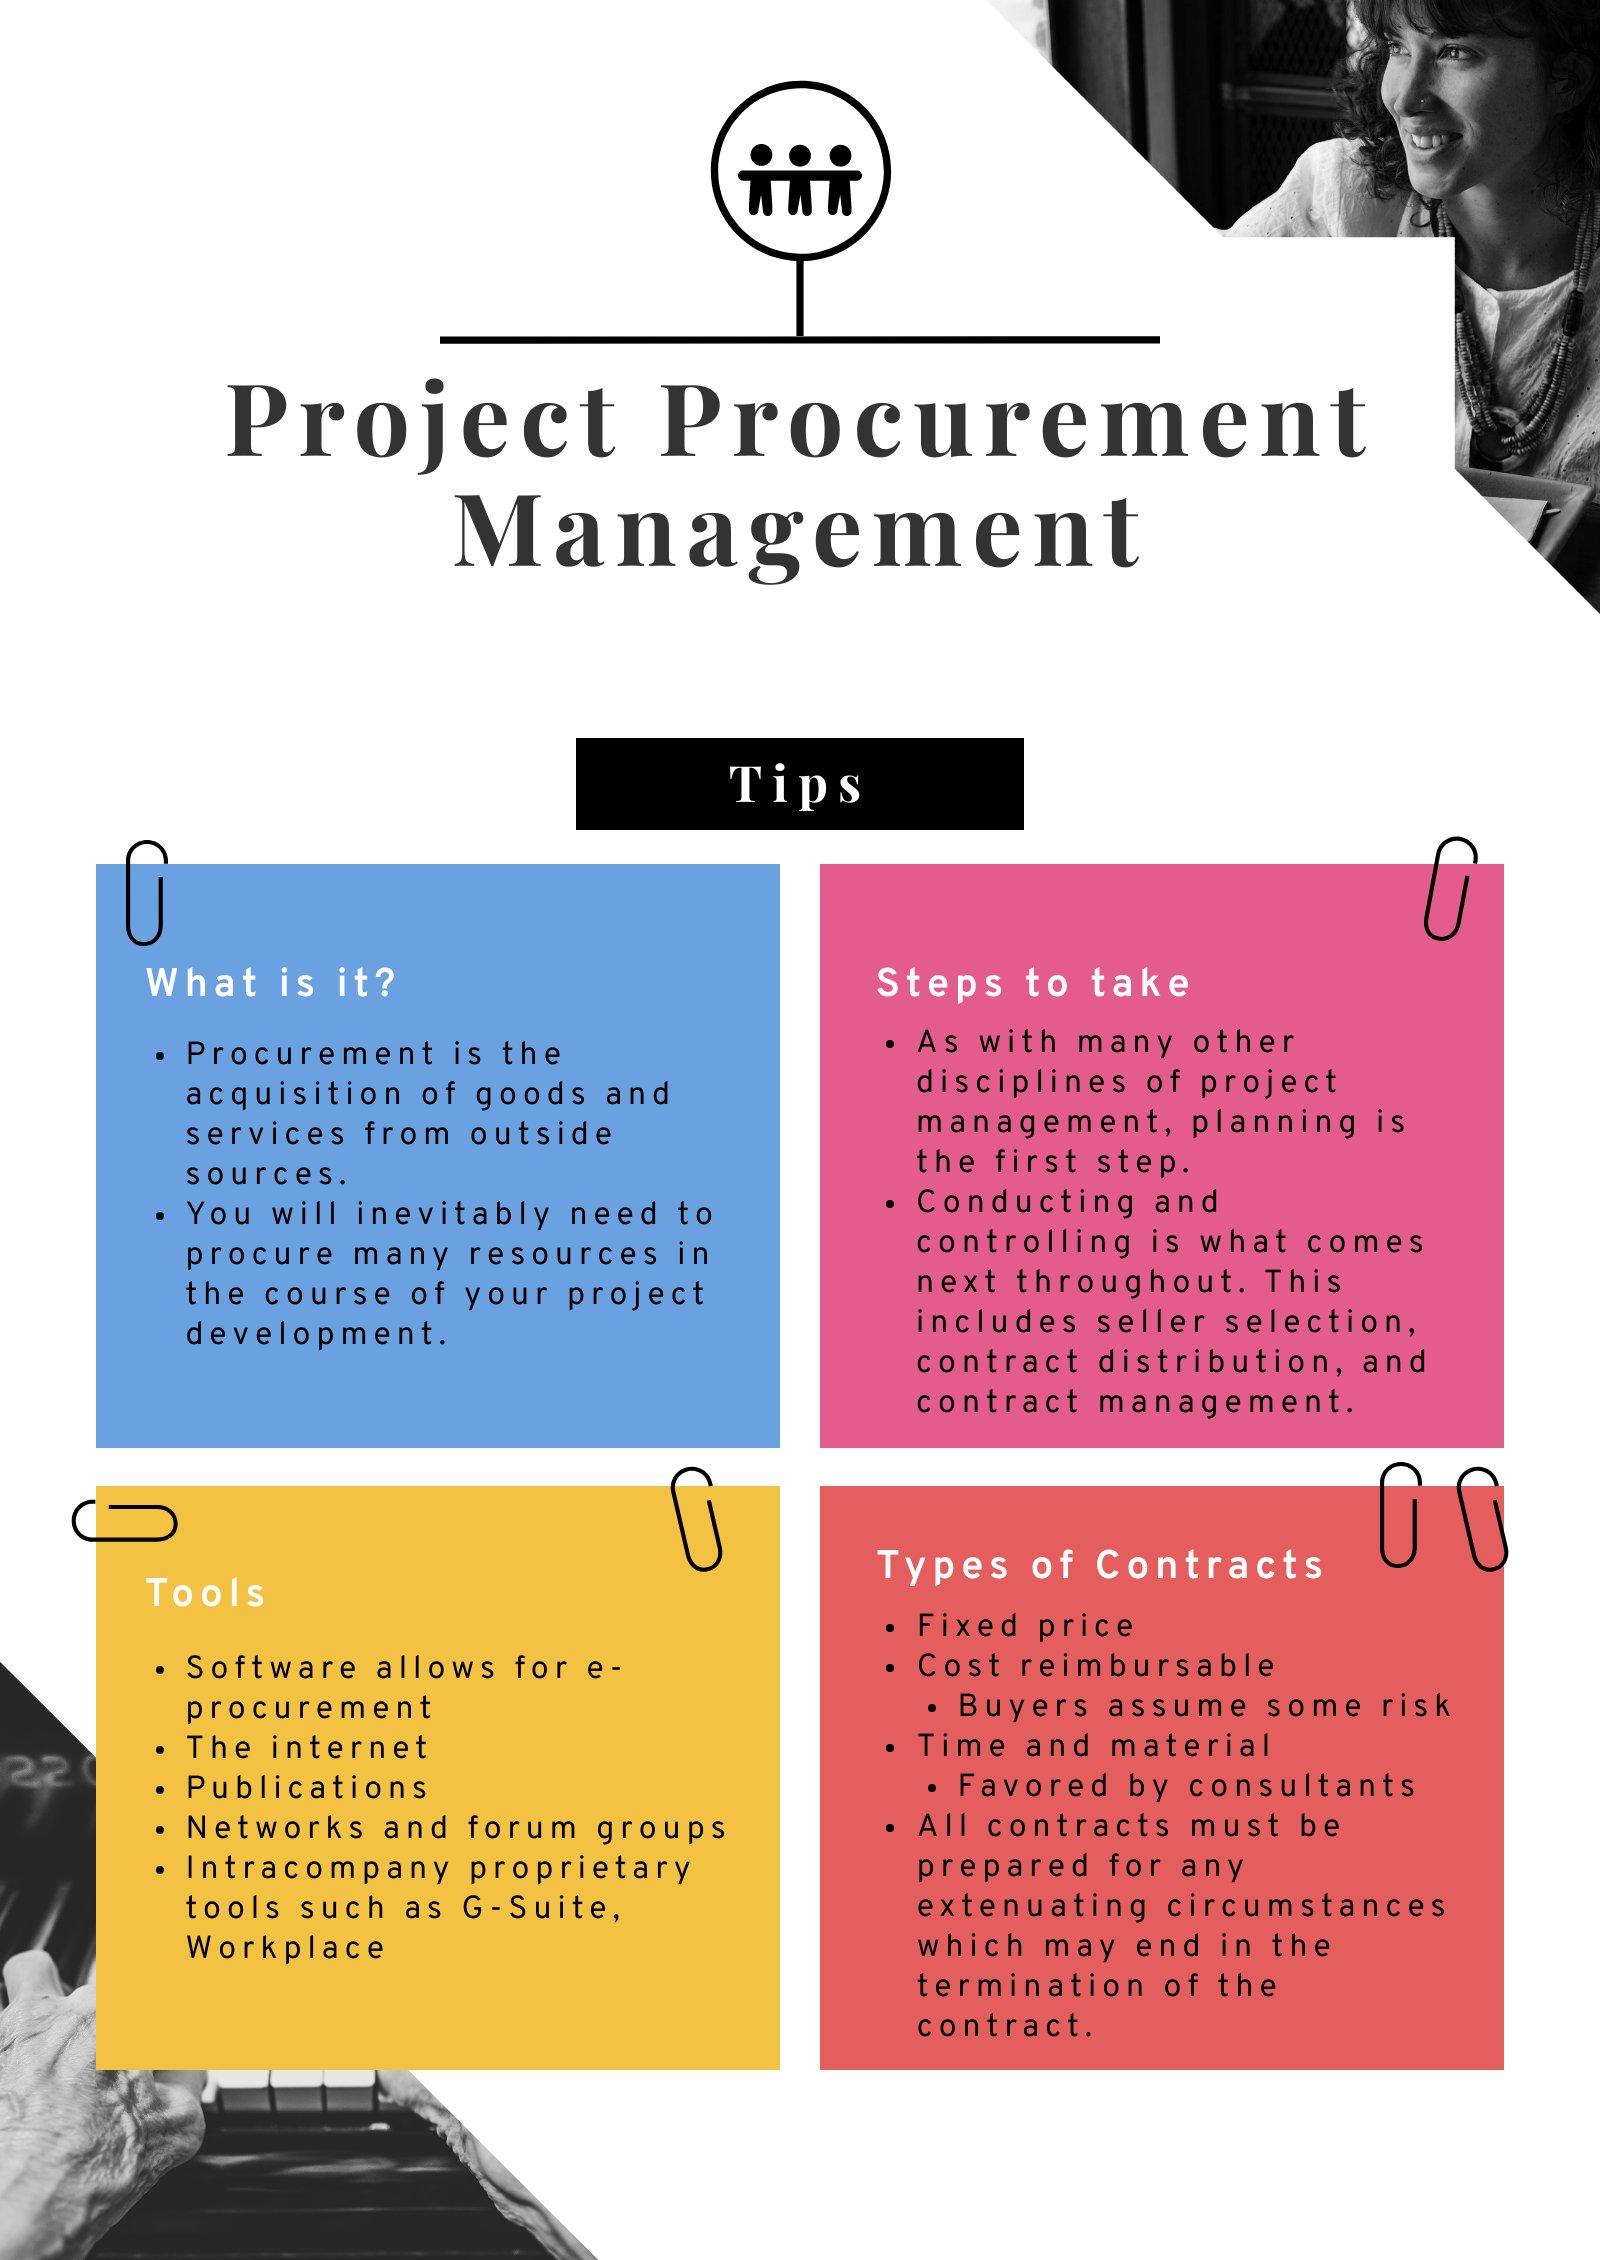 Project Procurement
Management
Tips
What is it?
• Procurement is the
acquisition of goods and
services from outside
sources.
• You will inevitably need to
procure many resources in
the course of your project
development.
Steps to take
• As with many other
disciplines of project
management, planning is
the first step.
• Conducting and
controlling is what comes
next throughout. This
includes seller selection,
contract distribution, and
contract management.
Tools
• Software allows for e-
procurement
• The internet
• Publications
• Networks and forum groups
• Intracompany proprietary
tools such as G-Suite,
Workplace
Types of Contracts
• Fixed price
• Cost reimbursable
• Buyers assume some risk
• Time and material
• Favored by consultants
• All contracts must be
prepared for any
extenuating circumstances
which may end in the
termination of the
contract.